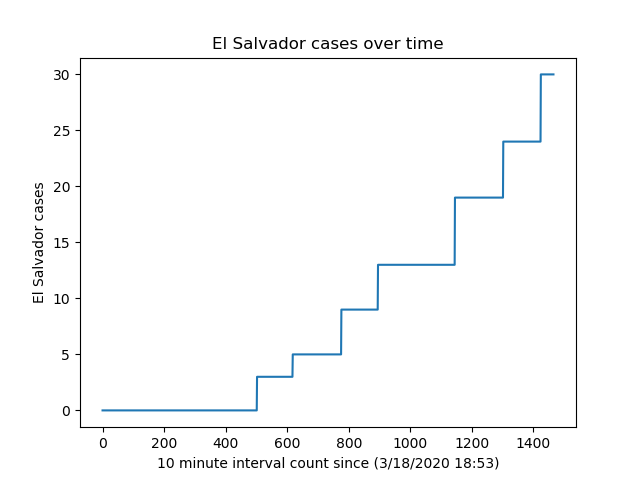 El Salvador cases over time
30
25
20
15
10
5
0
El Salvador cases
0 200 400 600 800 1000 1200 1400
10 minute interval count since (3/18/2020 18:53)